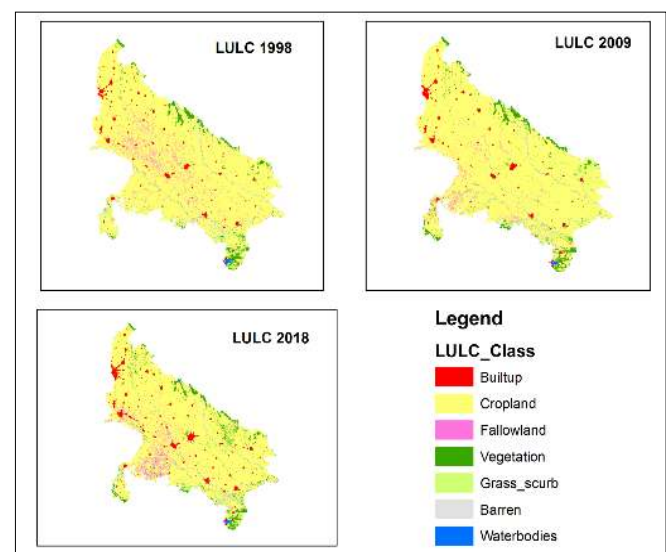 LULC 1998
LULC 2009
LULC 2018
Legend
LULC_Class
Builtup
Cropland
Fallowland
Vegetation
Grass_scurb
Barren
Waterbodies